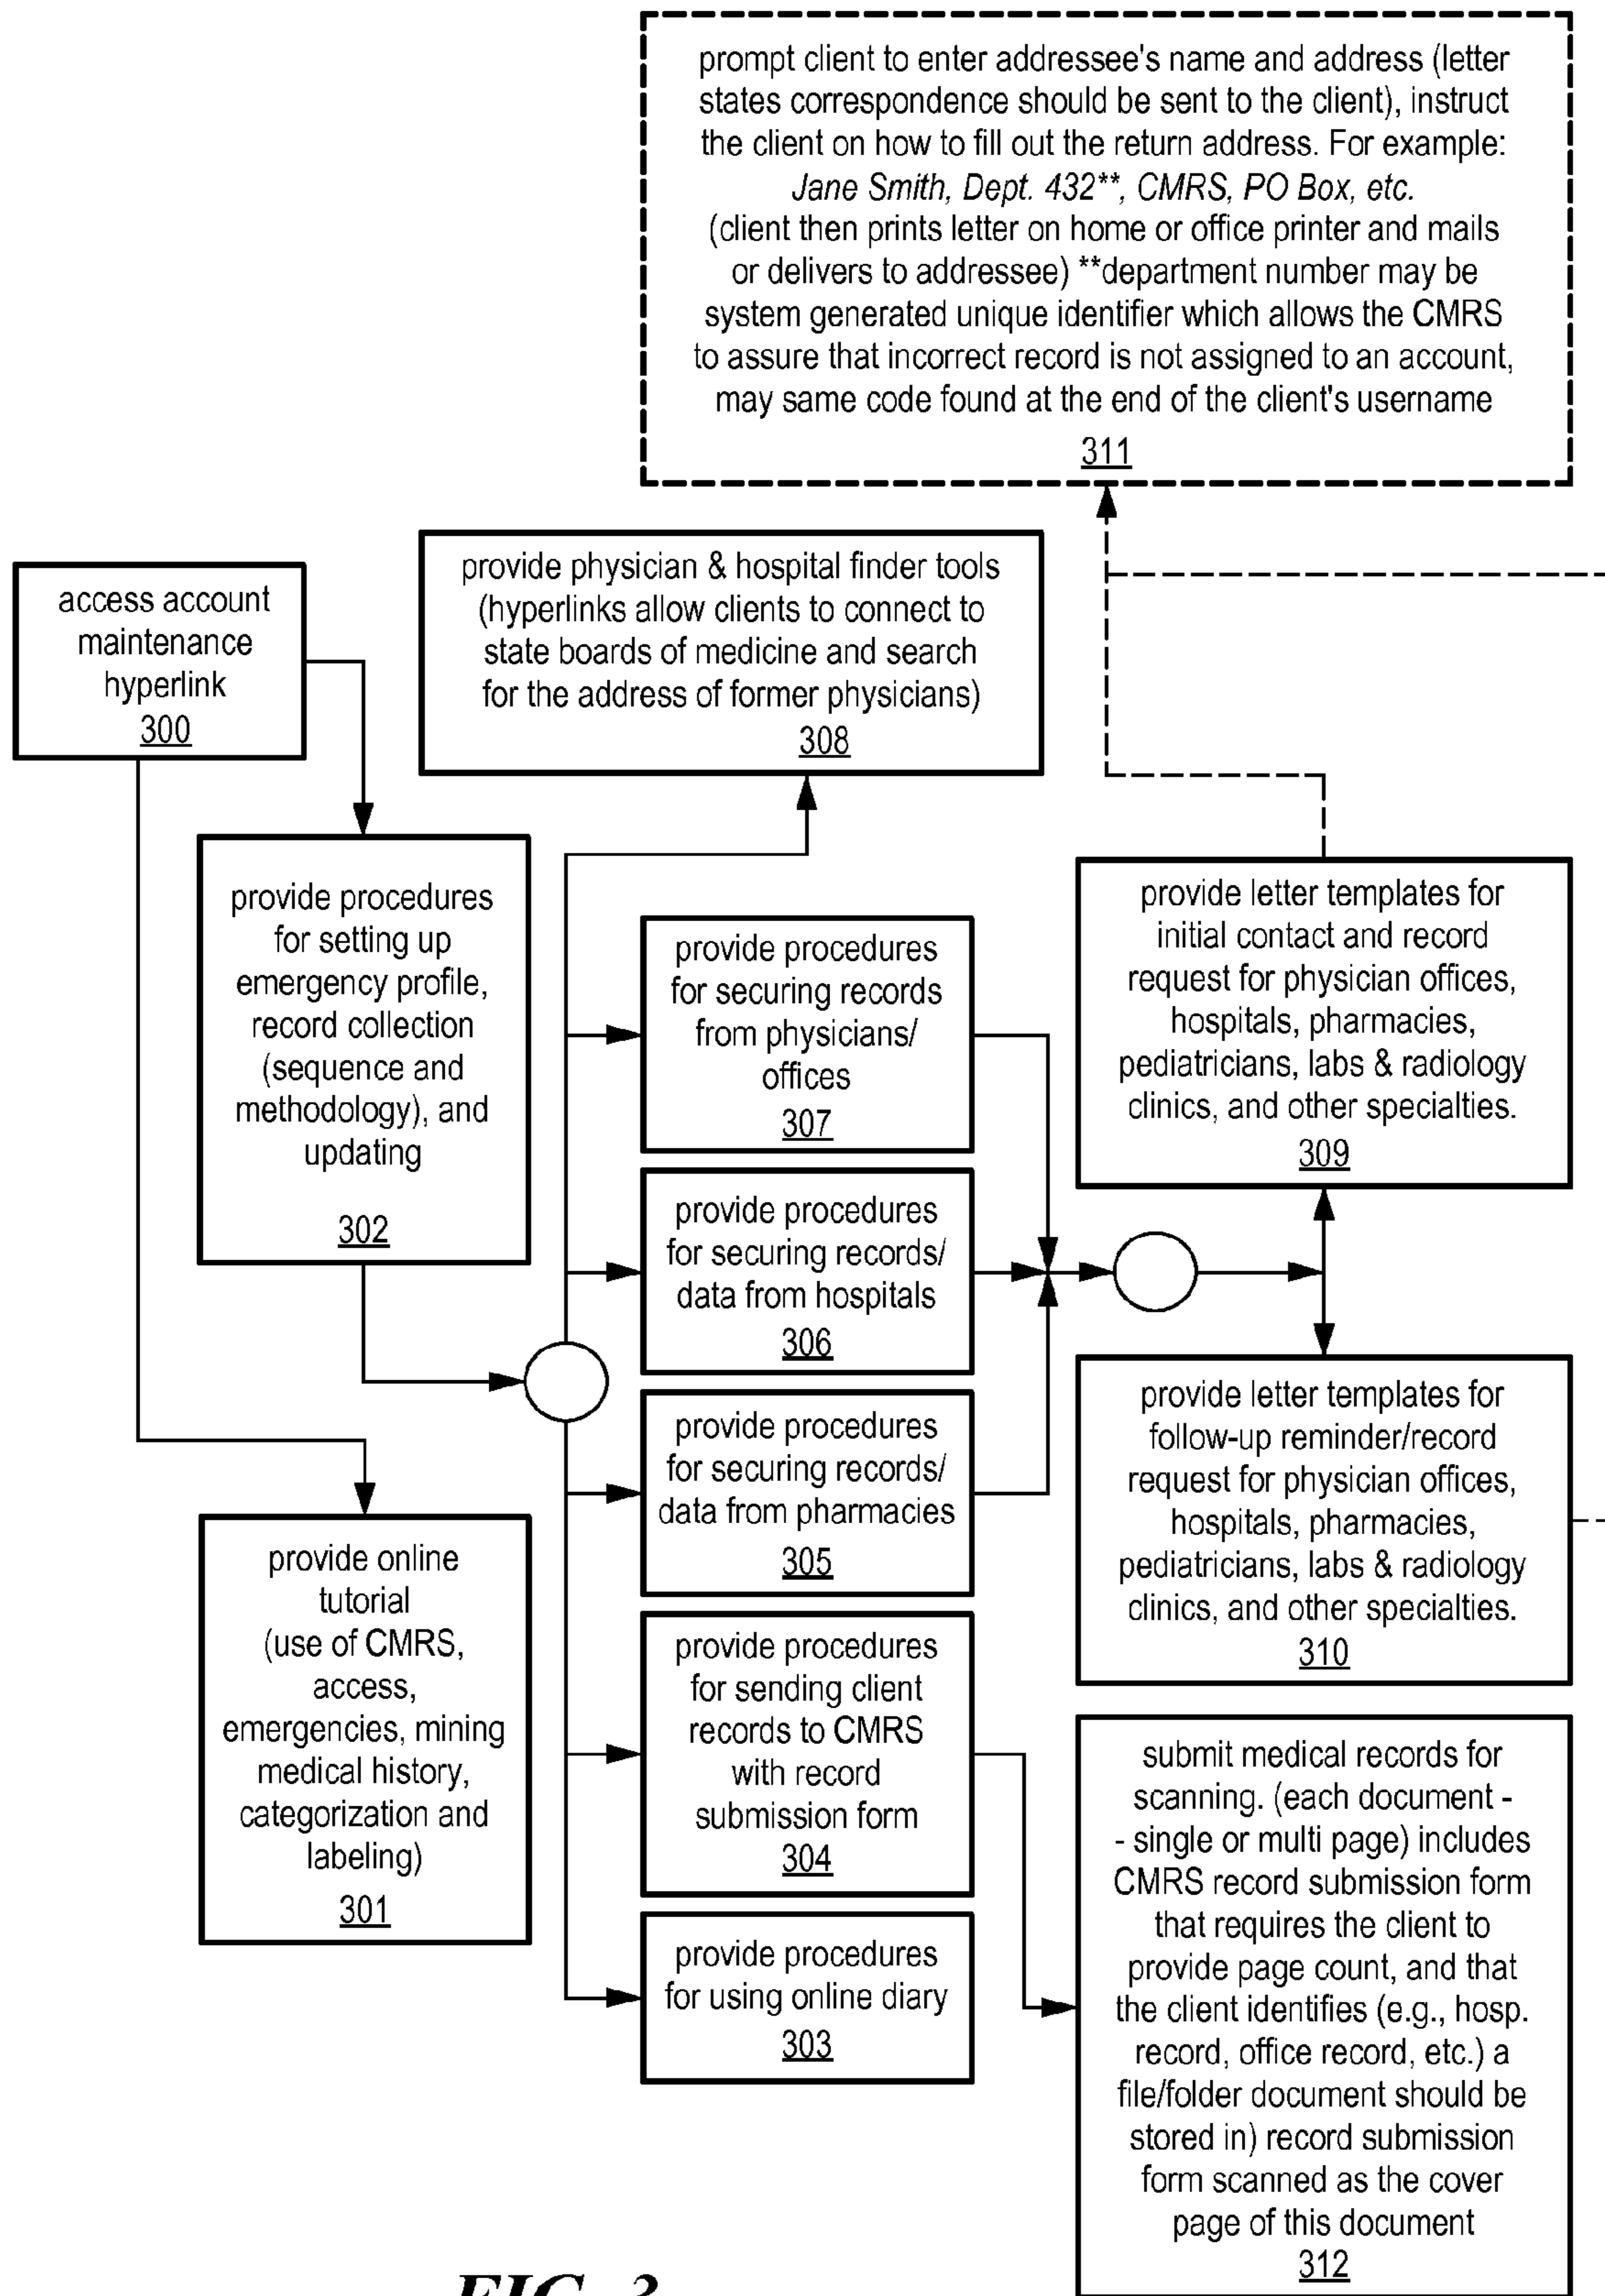 prompt client to enter addressee's name and address (letter
states correspondence should be sent to the client), instruct
the client on how to fill out the return address. For example:
Jane Smith, Dept. 432**, CMRS, PO Box, etc.
(client then prints letter on home or office printer and mails
or delivers to addressee) **department number may be
system generated unique identifier which allows the CMRS
to assure that incorrect record is not assigned to an account,
may same code found at the end of the client's username
311
provide physician & hospital finder tools
(hyperlinks allow clients to connect to
state boards of medicine and search
for the address of former physicians)
308
access account
maintenance
hyperlink
300
provide procedures
for setting up
emergency profile,
record collection
(sequence and
methodology), and
updating
302
provide procedures
for securing records
from physicians/
offices
307
provide letter templates for
initial contact and record
request for physician offices,
hospitals, pharmacies,
pediatricians, labs & radiology
clinics, and other specialties.
309
provide procedures
for securing records/
data from hospitals
306
provide procedures
for securing records/
data from pharmacies
305
provide letter templates for
follow-up reminder/record
request for physician offices,
hospitals, pharmacies,
pediatricians, labs & radiology
clinics, and other specialties.
310
provide online
tutorial
(use of CMRS,
access,
emergencies, mining
medical history,
categorization and
labeling)
301
provide procedures
for sending client
records to CMRS
with record
submission form
304
provide procedures
for using online diary
303
submit medical records for
scanning. (each document -
- single or multi page) includes
CMRS record submission form
that requires the client to
provide page count, and that
the client identifies (e.g., hosp.
record, office record, etc.) a
file/folder document should be
stored in) record submission
form scanned as the cover
page of this document
312
FIG. 3